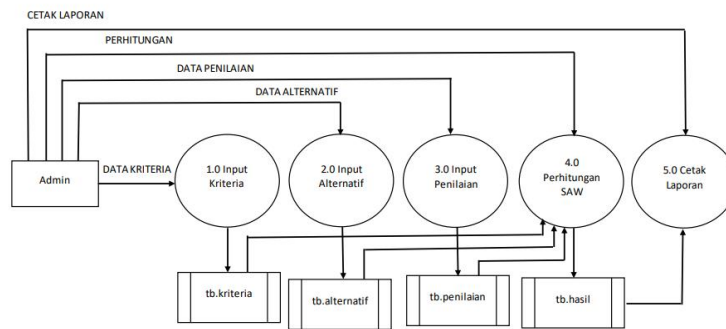 CETAK LAPORAN
PERHITUNGAN
DATA PENILAIAN
DATA ALTERNATIF
Admin
DATA KRITERIA
1.0 Input
Kriteria
2.0 Input
Alternatif
3.0 Input
Penilaian
4.0
Perhitungan
SAW
5.0 Cetak
Laporan
tb.kriteria
tb.alternatif
tb.penilaian
tb.hasil